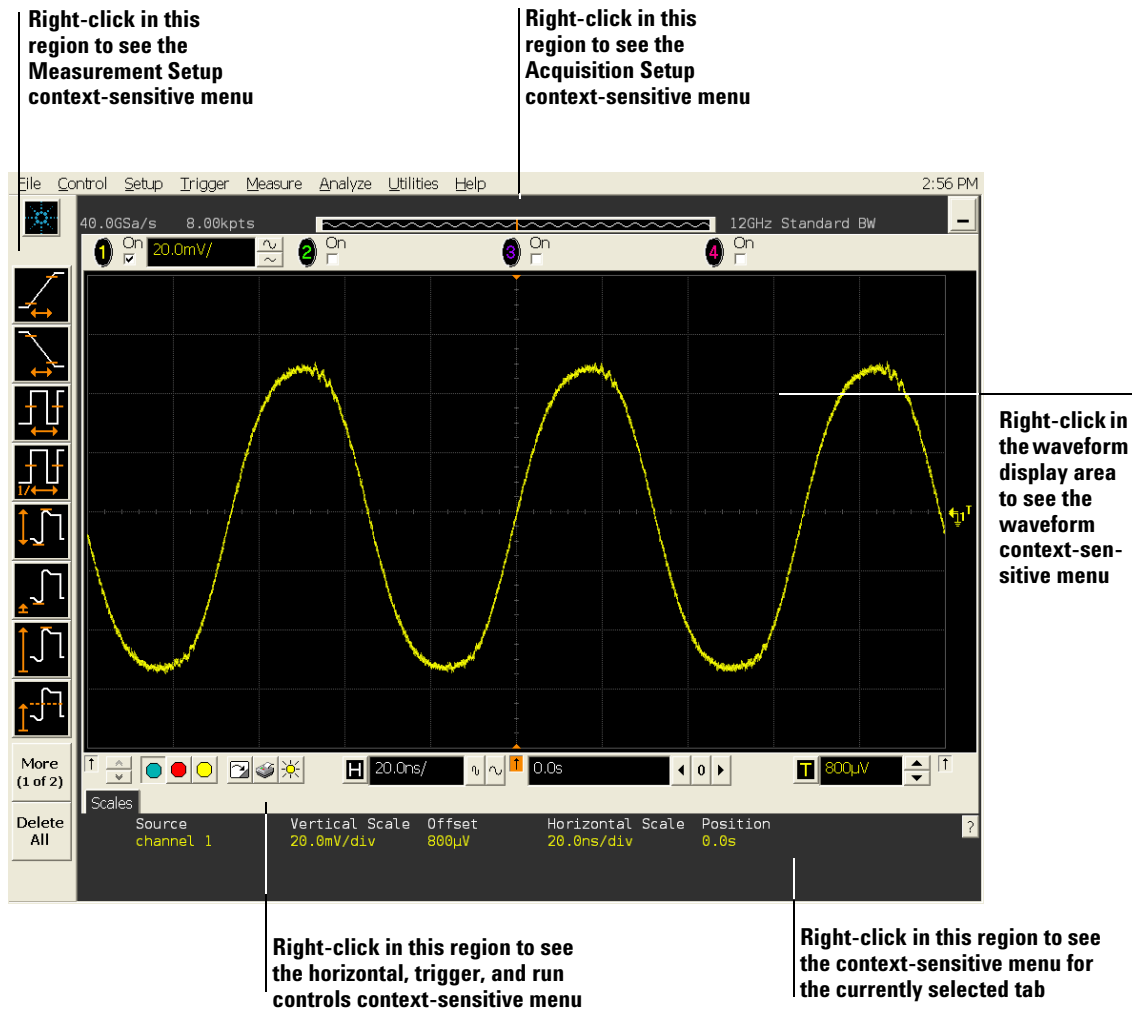 Right-click in this
region to see the
Measurement Setup
context-sensitive menu
Right-click in this
region to see the
Acquisition Setup
context-sensitive menu
File Control Setup Trigger Measure Analyze Utilities Help 2:56 PM
40.0GSa/s 8.00kpts 12GHz Standard BW
1 On 20.0mV/ 2 On 3 On 4 On
1/
Right-click in
the waveform
display area
to see the
waveform
context-sen-
sitive menu
1 T
More
(1 of 2)
H 20.0ns/ T 0.0s 0 T 800µV
Scales
Delete
All
Source Vertical Scale Offset Horizontal Scale Position ?
channel 1 20.0mV/div 800µV 20.0ns/div 0.0s
Right-click in this region to see
the horizontal, trigger, and run
controls context-sensitive menu
Right-click in this region to see
the context-sensitive menu for
the currently selected tab